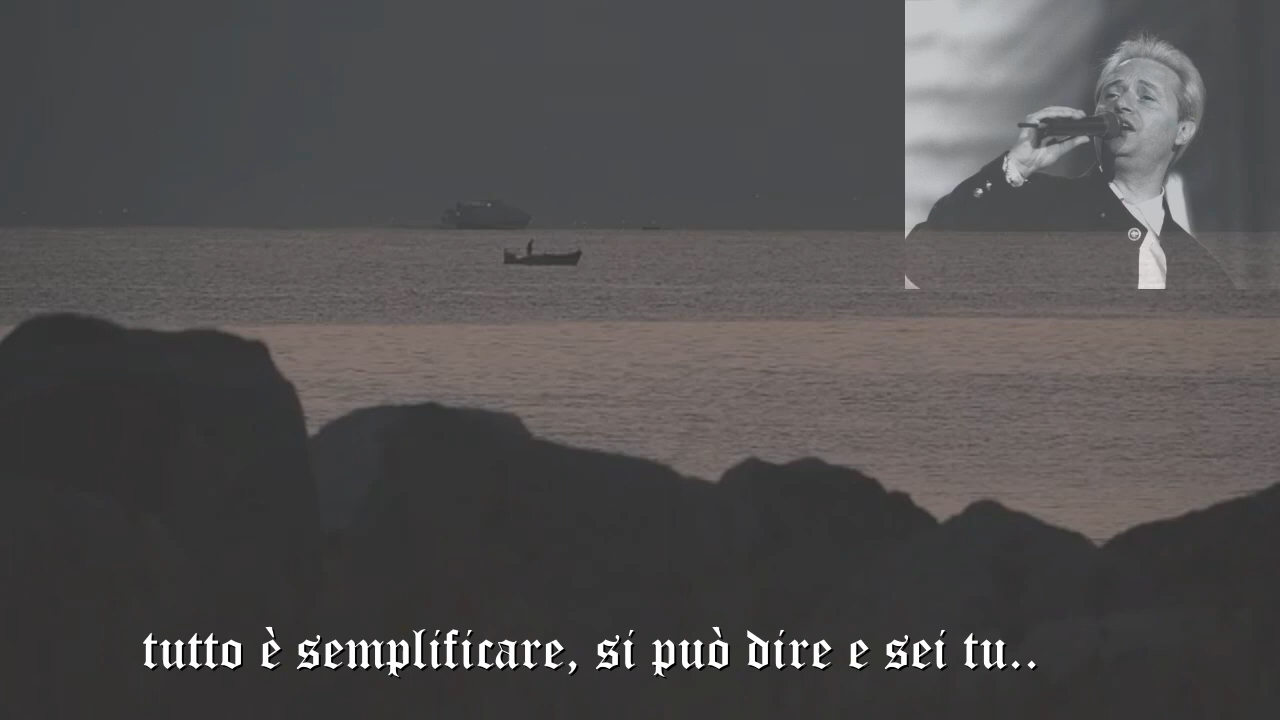 tutto è semplificare, si può dire e sei tu..